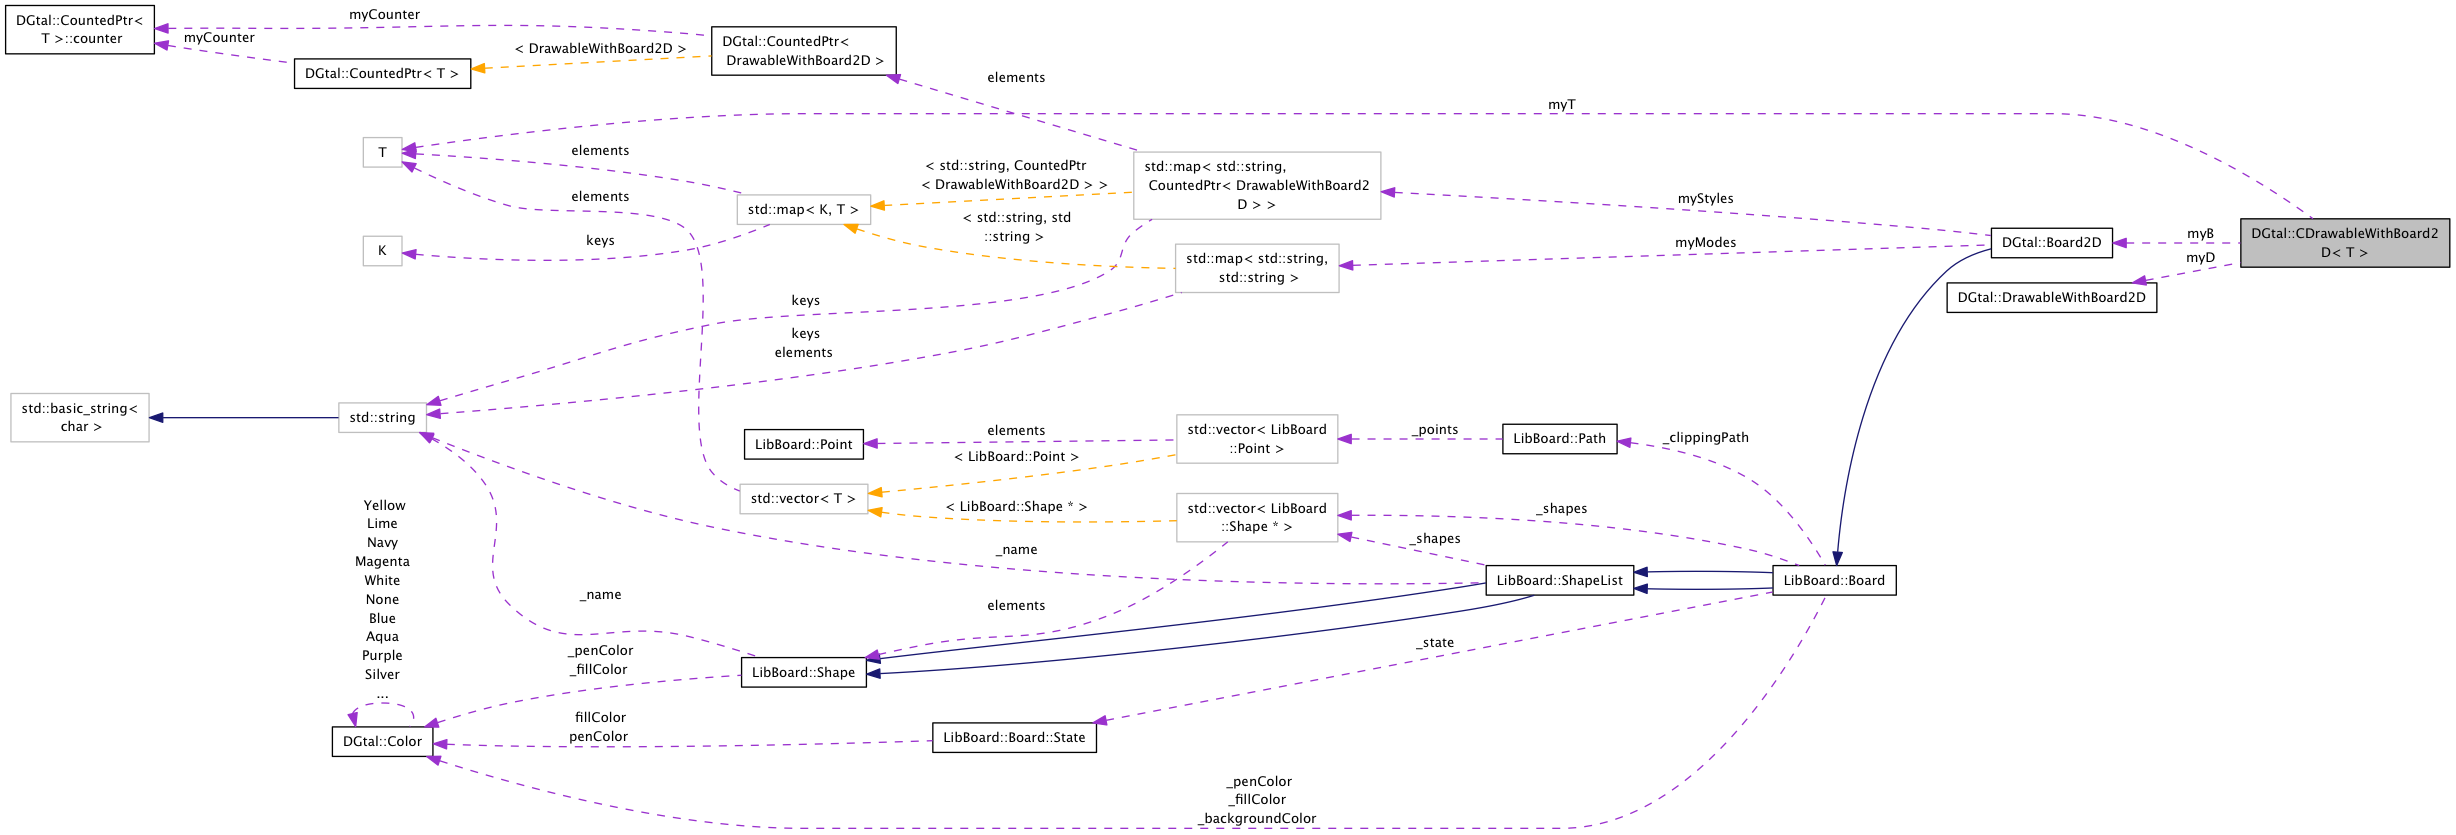 DGtal::CountedPtr<
T >::counter
myCounter
myCounter
DGtal::CountedPtr< T >
< DrawableWithBoard2D >
DGtal::CountedPtr<
DrawableWithBoard2D >
elements
myT
T
elements
elements
K
keys
std::map< K, T >
< std::string, CountedPtr
< DrawableWithBoard2D > >
< std::string, std
::string >
std::map< std::string,
CountedPtr< DrawableWithBoard2
D > >
std::map< std::string,
std::string >
myStyles
myModes
DGtal::Board2D
myB
myD
DGtal::CDrawableWithBoard2
D< T >
DGtal::DrawableWithBoard2D
keys
keys
elements
std::basic_string<
char >
std::string
LibBoard::Point
elements
< LibBoard::Point >
std::vector< LibBoard
::Point >
_points
LibBoard::Path
_clippingPath
std::vector< T >
< LibBoard::Shape * >
std::vector< LibBoard
::Shape * >
_shapes
_shapes
_name
LibBoard::ShapeList
LibBoard::Board
Yellow
Lime
Navy
Magenta
White
None
Blue
Aqua
Purple
Silver
...
_name
elements
_penColor
_fillColor
LibBoard::Shape
_state
DGtal::Color
fillColor
penColor
LibBoard::Board::State
_penColor
_fillColor
_backgroundColor